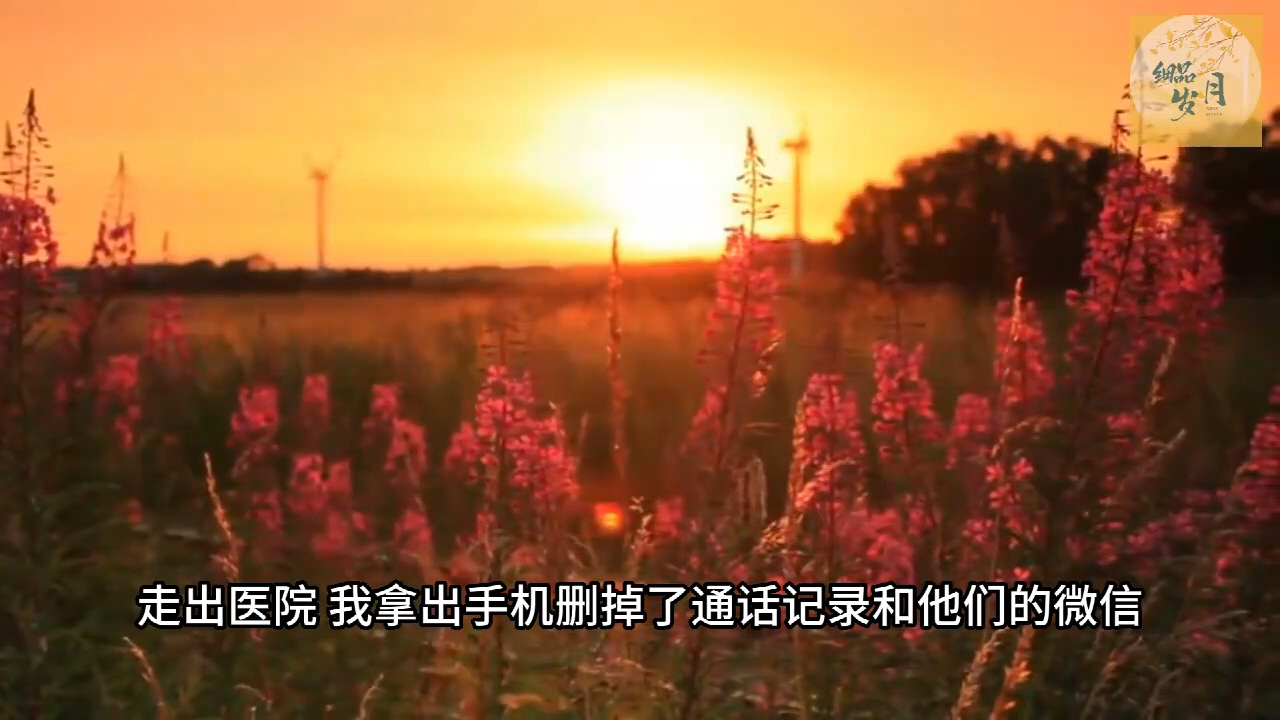 细品
岁月
走出医院 我拿出手机删掉了通话记录和他们的微信